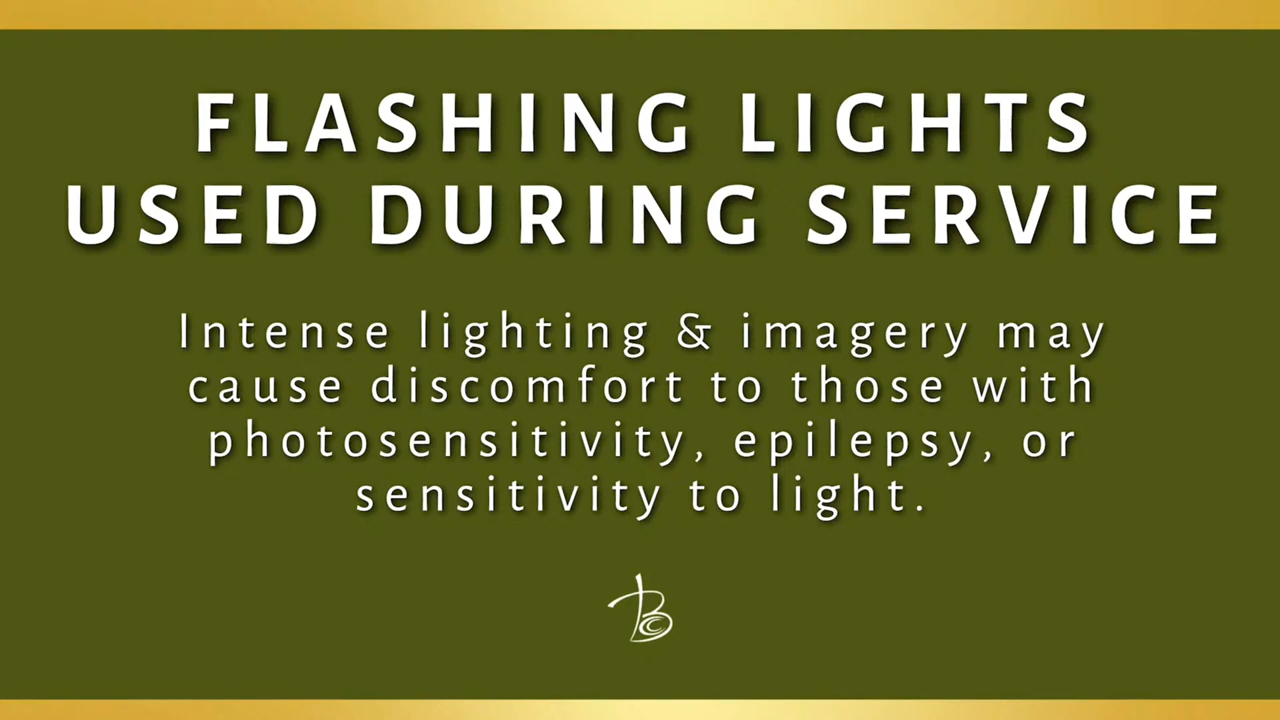 FLASHING LIGHTS
USED DURING SERVICE
Intense lighting & imagery may
cause discomfort to those with
photosensitivity, epilepsy, or
sensitivity to light.